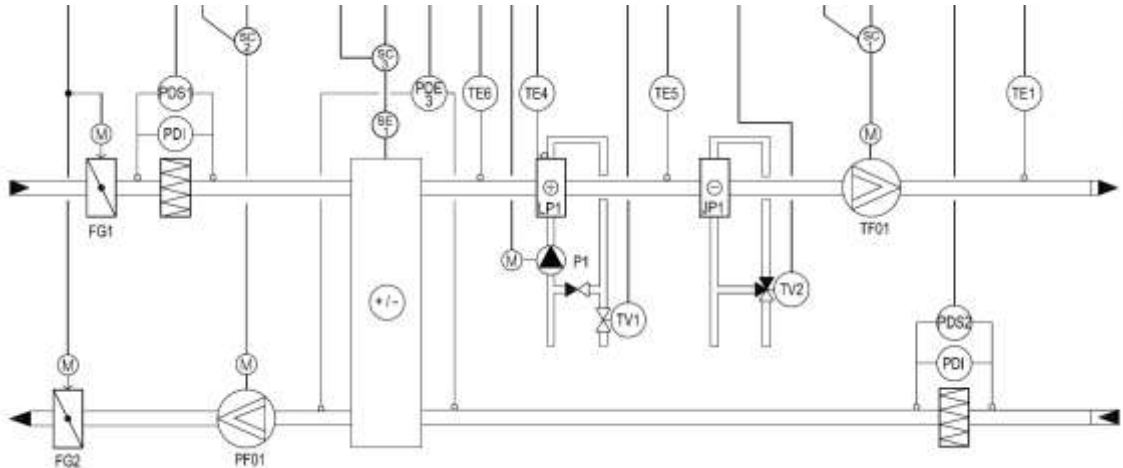 SC
2
SC
3
SC
1
PDS1
PDE
3
TE6
TE4
TE5
TE1
M
PDI
SE
1
M
+
LP1
-
JP1
FG1
TF01
M
P1
+/-
TV1
TV2
PDS2
M
M
PDI
FG2
PF01